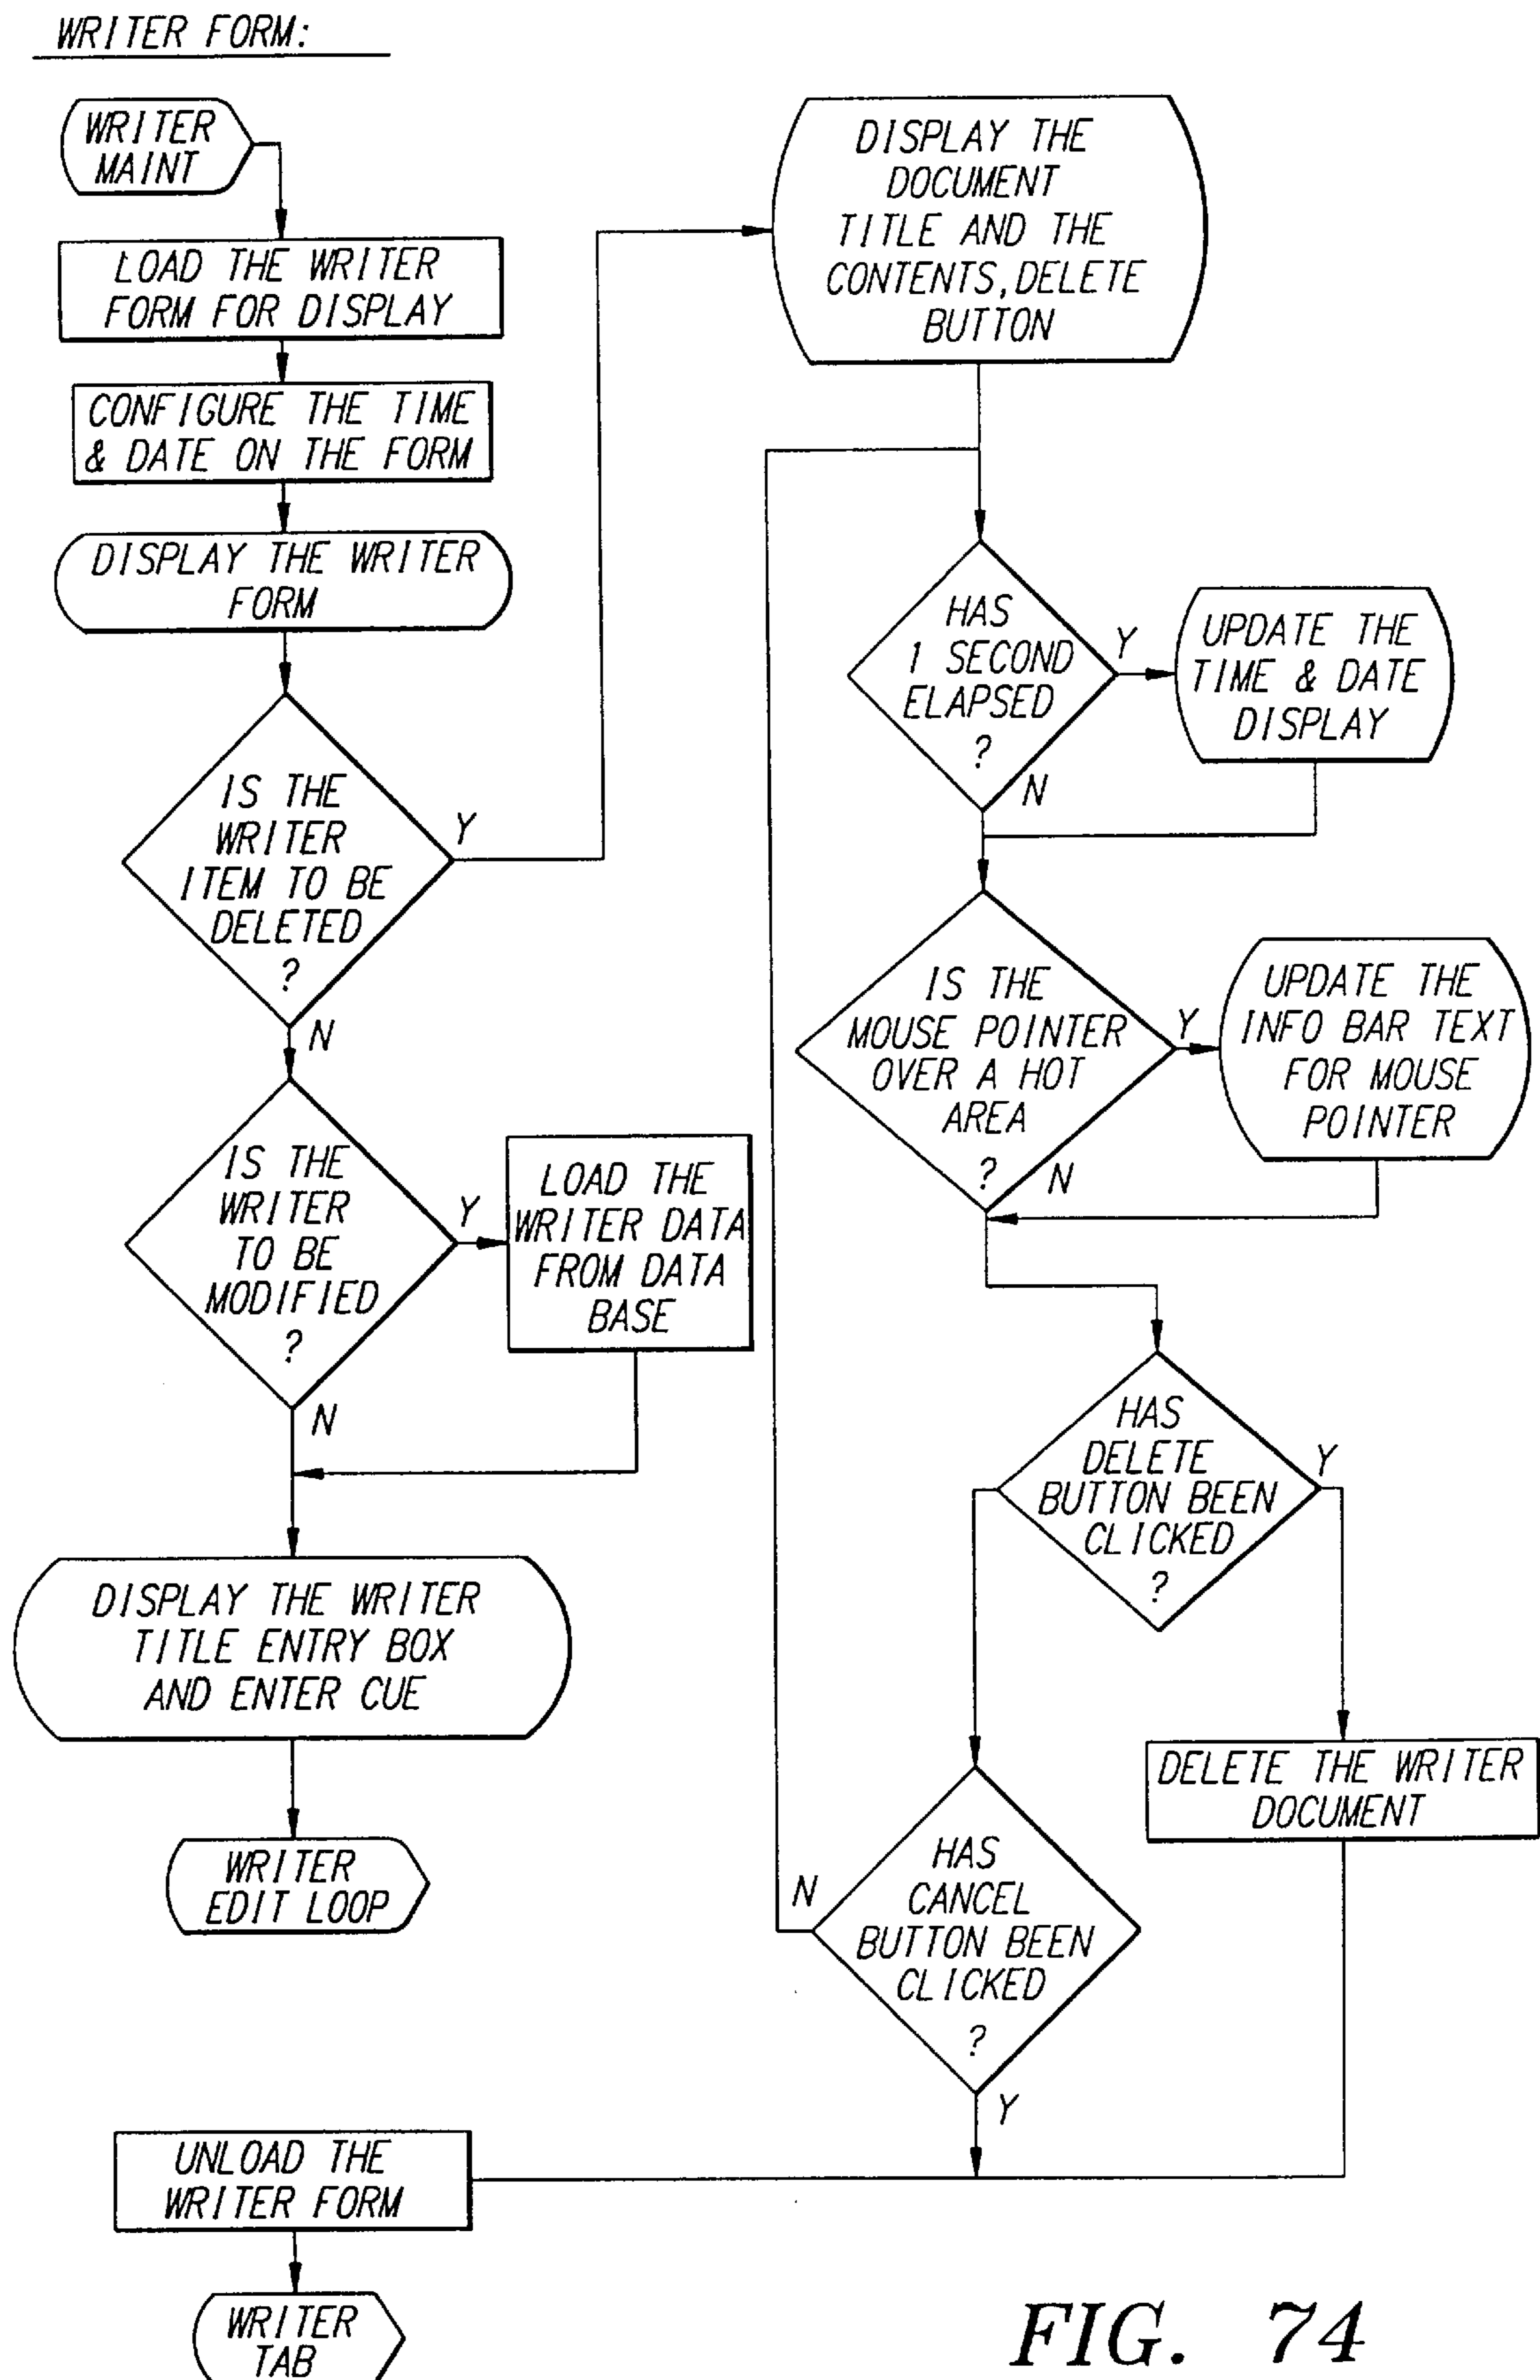 WRITER FORM:
WRITER
MAINT
LOAD THE WRITER
FORM FOR DISPLAY
CONFIGURE THE TIME
& DATE ON THE FORM
DISPLAY THE WRITER
FORM
IS THE
WRITER
ITEM TO BE
DELETED
?
Y
N
IS THE
WRITER
TO BE
MODIFIED
?
Y
N
LOAD THE
WRITER DATA
FROM DATA
BASE
DISPLAY THE WRITER
TITLE ENTRY BOX
AND ENTER CUE
WRITER
EDIT LOOP
DISPLAY THE
DOCUMENT
TITLE AND THE
CONTENTS, DELETE
BUTTON
HAS
1 SECOND
ELAPSED
?
Y
N
UPDATE THE
TIME & DATE
DISPLAY
IS THE
MOUSE POINTER
OVER A HOT
AREA
?
Y
N
UPDATE THE
INFO BAR TEXT
FOR MOUSE
POINTER
HAS
DELETE
BUTTON BEEN
CLICKED
?
Y
DELETE THE WRITER
DOCUMENT
HAS
CANCEL
BUTTON BEEN
CLICKED
?
N
Y
UNLOAD THE
WRITER FORM
WRITER
TAB
FIG. 74